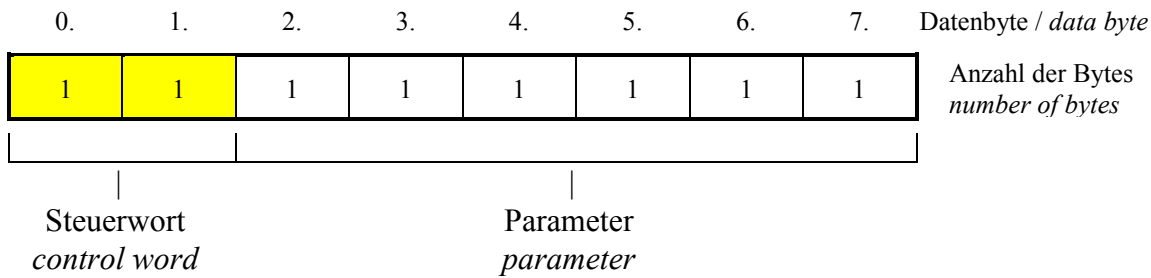 0. 1. 2. 3. 4. 5. 6. 7. Datenbyte / data byte
1 1 1 1 1 1 1 1 Anzahl der Bytes
number of bytes
Steuerwort Parameter
control word parameter